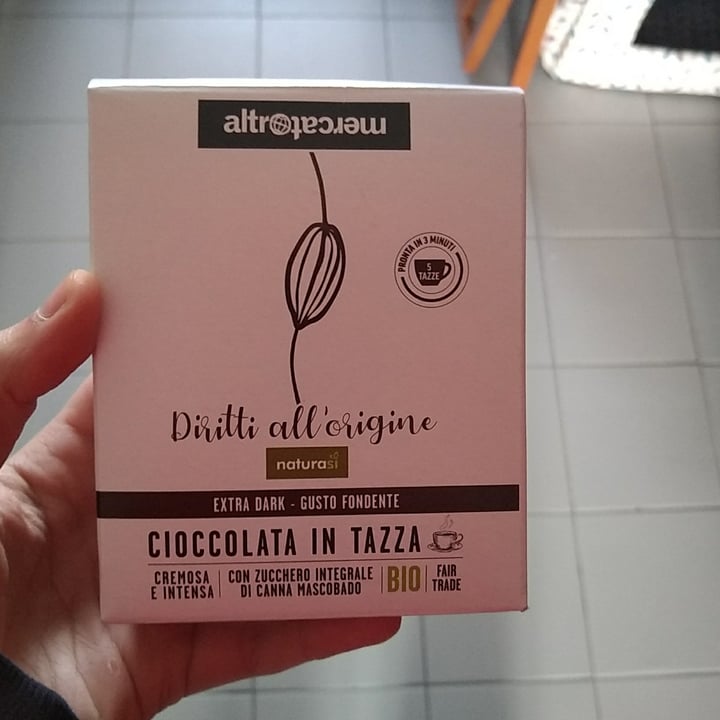 altromercato
PRONTA IN 3 MINUTI
5
TAZZE
Diritti all'origine
naturasì
EXTRA DARK - GUSTO FONDENTE
CIOCCOLATA IN TAZZA
CREMOSA
E INTENSA
CON ZUCCHERO INTEGRALE
DI CANNA MASCOBADO
BIO
FAIR
TRADE